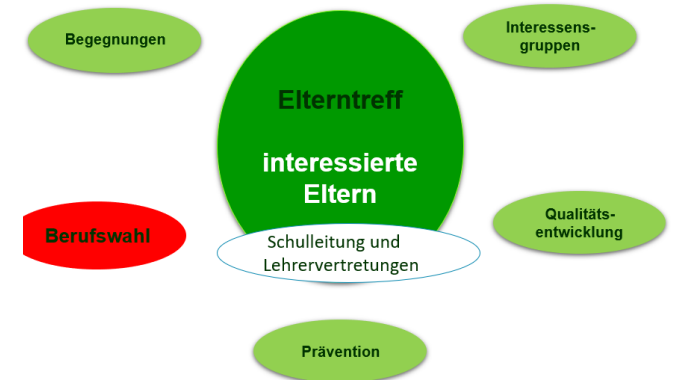 Begegnungen
Interessens-
gruppen
Elterntreff
interessierte
Eltern
Berufswahl
Schulleitung und
Lehrervertretungen
Qualitäts-
entwicklung
Prävention